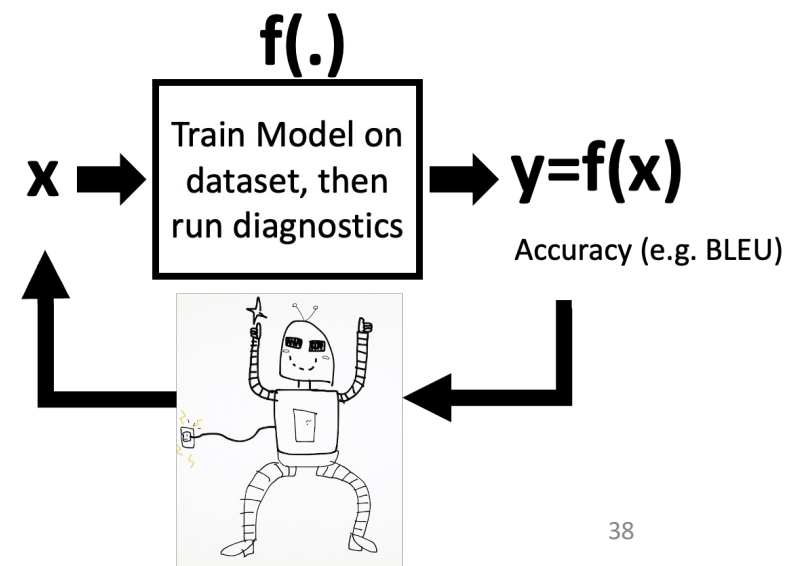 f(.)
Train Model on
dataset, then
run diagnostics
x
y=f(x)
Accuracy (e.g. BLEU)
38